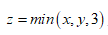 z = min(x, y, 3)